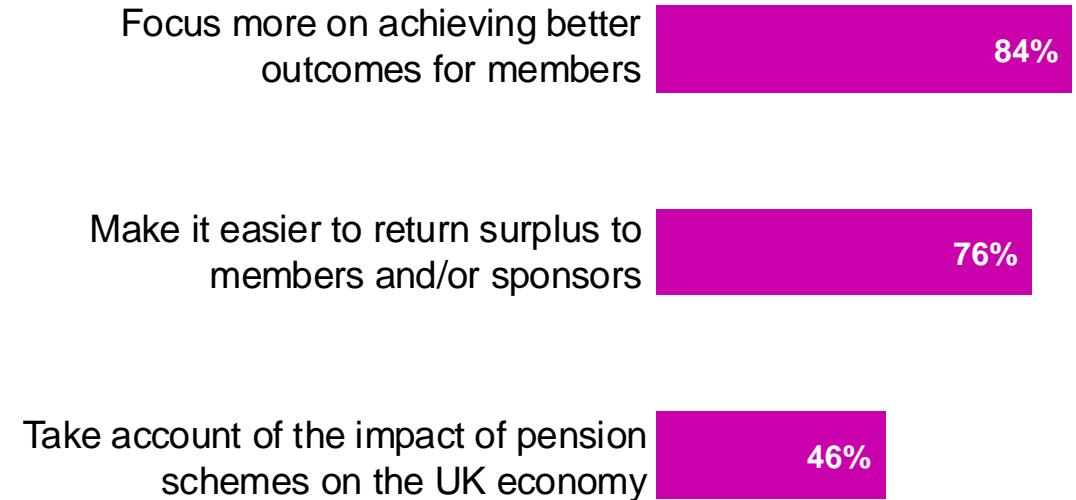 Focus more on achieving better
outcomes for members
84%
Make it easier to return surplus to
members and/or sponsors
76%
Take account of the impact of pension
schemes on the UK economy
46%